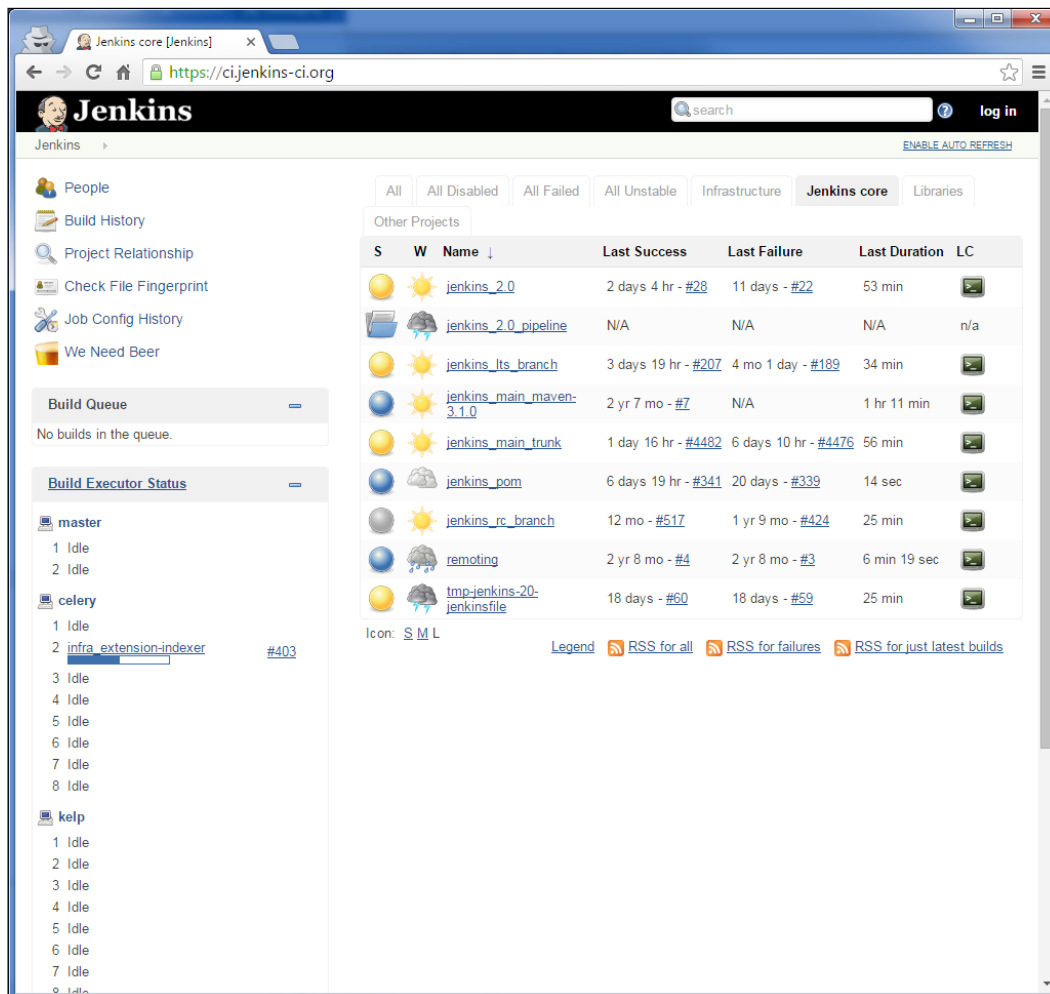 Jenkins core [Jenkins]
https://ci.jenkins-ci.org
Jenkins
search
log in
Jenkins
ENABLE AUTO REFRESH
People
Build History
Project Relationship
Check File Fingerprint
Job Config History
We Need Beer
Build Queue
No builds in the queue.
Build Executor Status
master
1 Idle
2 Idle
celery
1 Idle
2 infra_extension-indexer #403
3 Idle
4 Idle
5 Idle
6 Idle
7 Idle
8 Idle
kelp
1 Idle
2 Idle
3 Idle
4 Idle
5 Idle
6 Idle
7 Idle
8 Idle
All All Disabled All Failed All Unstable Infrastructure Jenkins core Libraries
Other Projects
S W Name ↓ Last Success Last Failure Last Duration LC
jenkins_2.0 2 days 4 hr - #28 11 days - #22 53 min
jenkins_2.0_pipeline N/A N/A N/A n/a
jenkins_lts_branch 3 days 19 hr - #207 4 mo 1 day - #189 34 min
jenkins_main_maven-
3.1.0 2 yr 7 mo - #7 N/A 1 hr 11 min
jenkins_main_trunk 1 day 16 hr - #4482 6 days 10 hr - #4476 56 min
jenkins_pom 6 days 19 hr - #341 20 days - #339 14 sec
jenkins_rc_branch 12 mo - #517 1 yr 9 mo - #424 25 min
remoting 2 yr 8 mo - #4 2 yr 8 mo - #3 6 min 19 sec
tmp-jenkins-20-
jenkinsfile 18 days - #60 18 days - #59 25 min
Icon: S M L
Legend RSS for all RSS for failures RSS for just latest builds